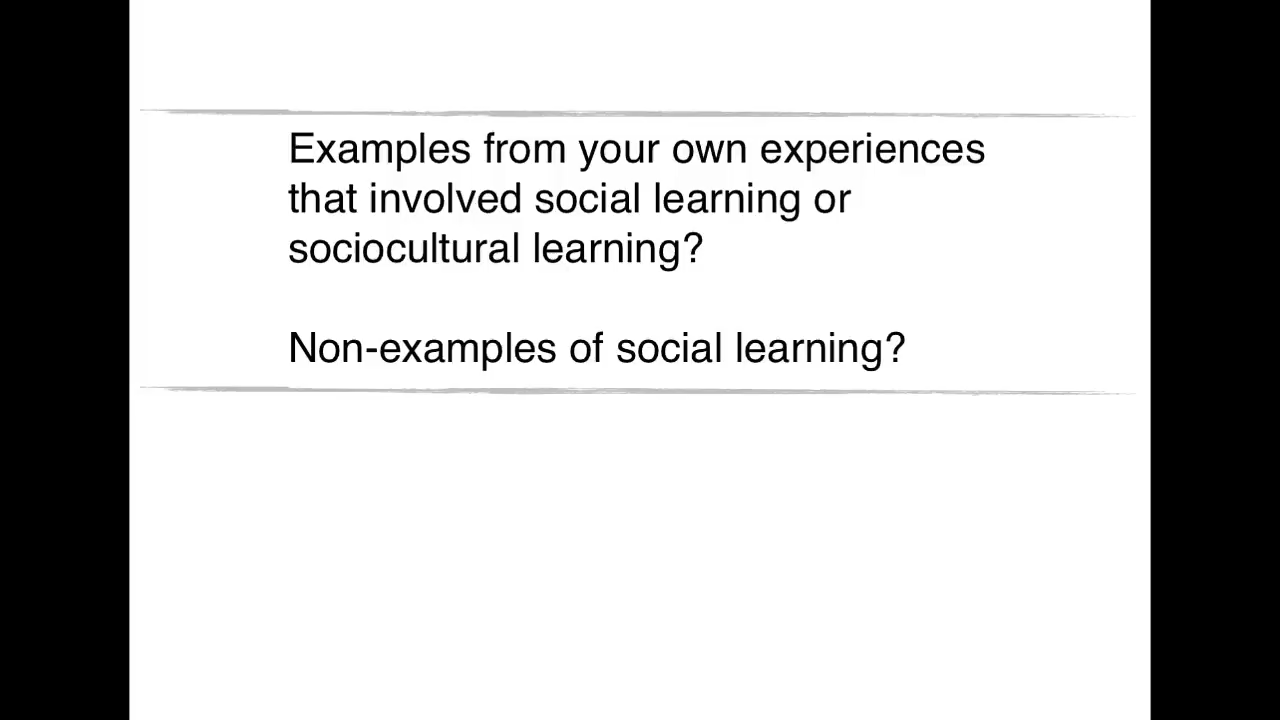 Examples from your own experiences
that involved social learning or
sociocultural learning?
Non-examples of social learning?